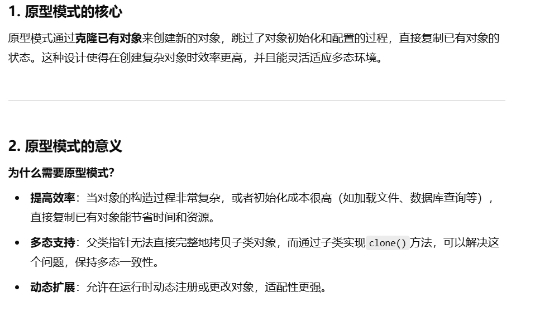 1. 原型模式的核心
原型模式通过克隆已有对象来创建新的对象，跳过了对象初始化和配置的过程，直接复制已有对象的
状态。这种设计使得在创建复杂对象时效率更高，并且能灵活适应多态环境。
2. 原型模式的意义
为什么需要原型模式？
• 提高效率：当对象的构造过程非常复杂，或者初始化成本很高（如加载文件、数据库查询等），
直接复制已有对象能节省时间和资源。
• 多态支持：父类指针无法直接完整地拷贝子类对象，而通过子类实现 clone() 方法，可以解决这
个问题，保持多态一致性。
• 动态扩展：允许在运行时动态注册或更改对象，适配性更强。